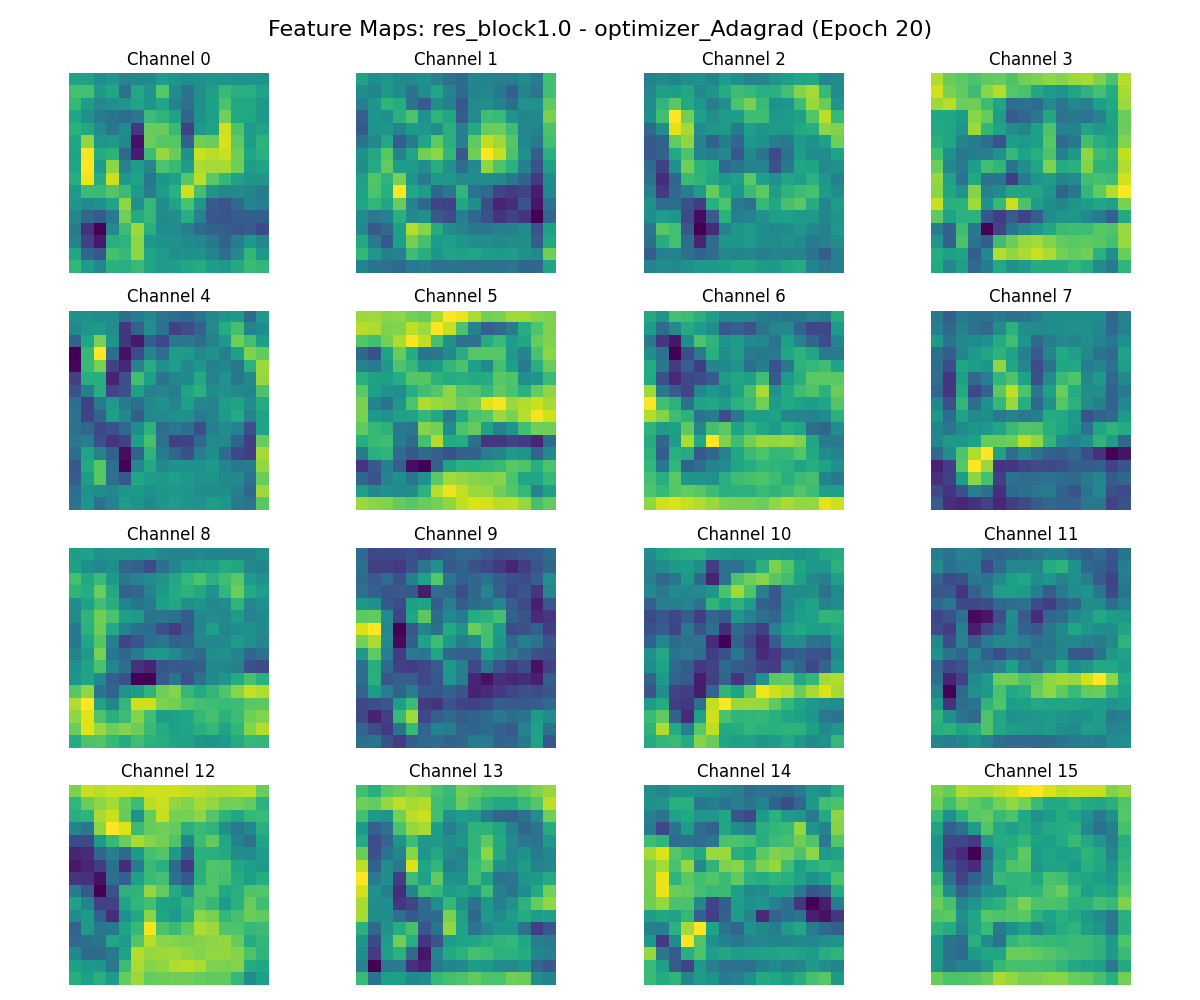 Feature Maps: res_block1.0 - optimizer_Adagrad (Epoch 20)
Channel 0 Channel 1 Channel 2 Channel 3
Channel 4 Channel 5 Channel 6 Channel 7
Channel 8 Channel 9 Channel 10 Channel 11
Channel 12 Channel 13 Channel 14 Channel 15